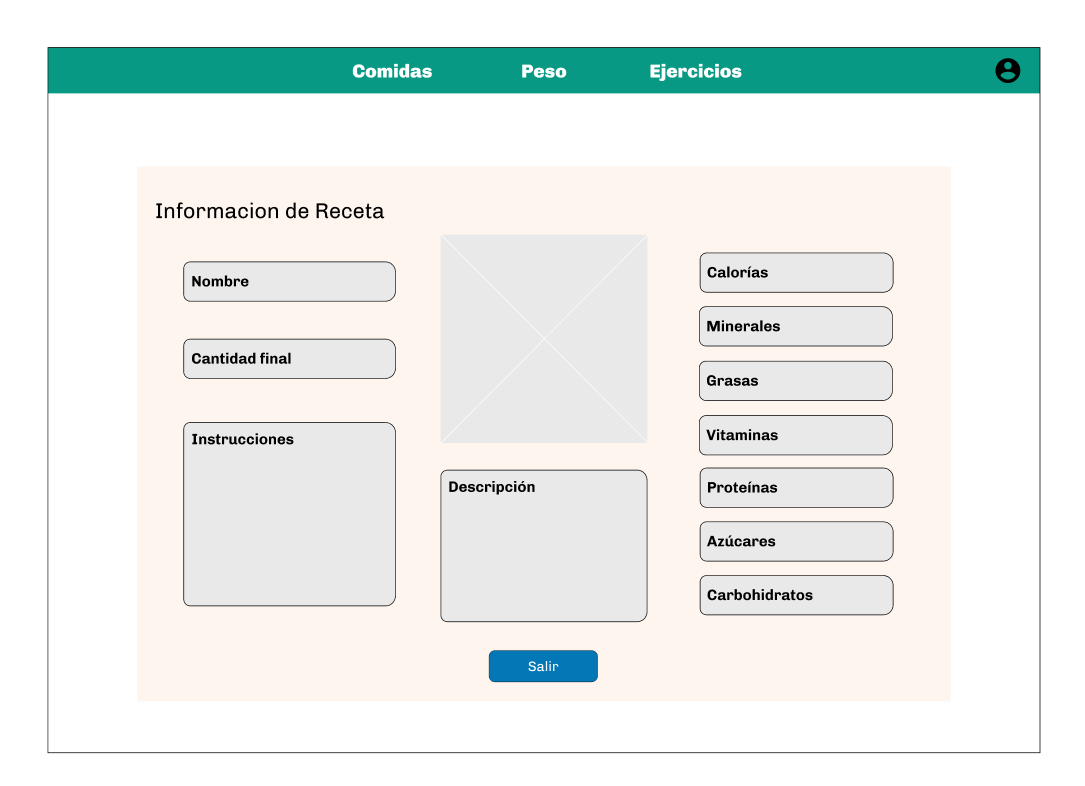 Comidas Peso Ejercicios
Informacion de Receta
Nombre
Cantidad final
Instrucciones
Descripción
Calorías
Minerales
Grasas
Vitaminas
Proteínas
Azúcares
Carbohidratos
Salir